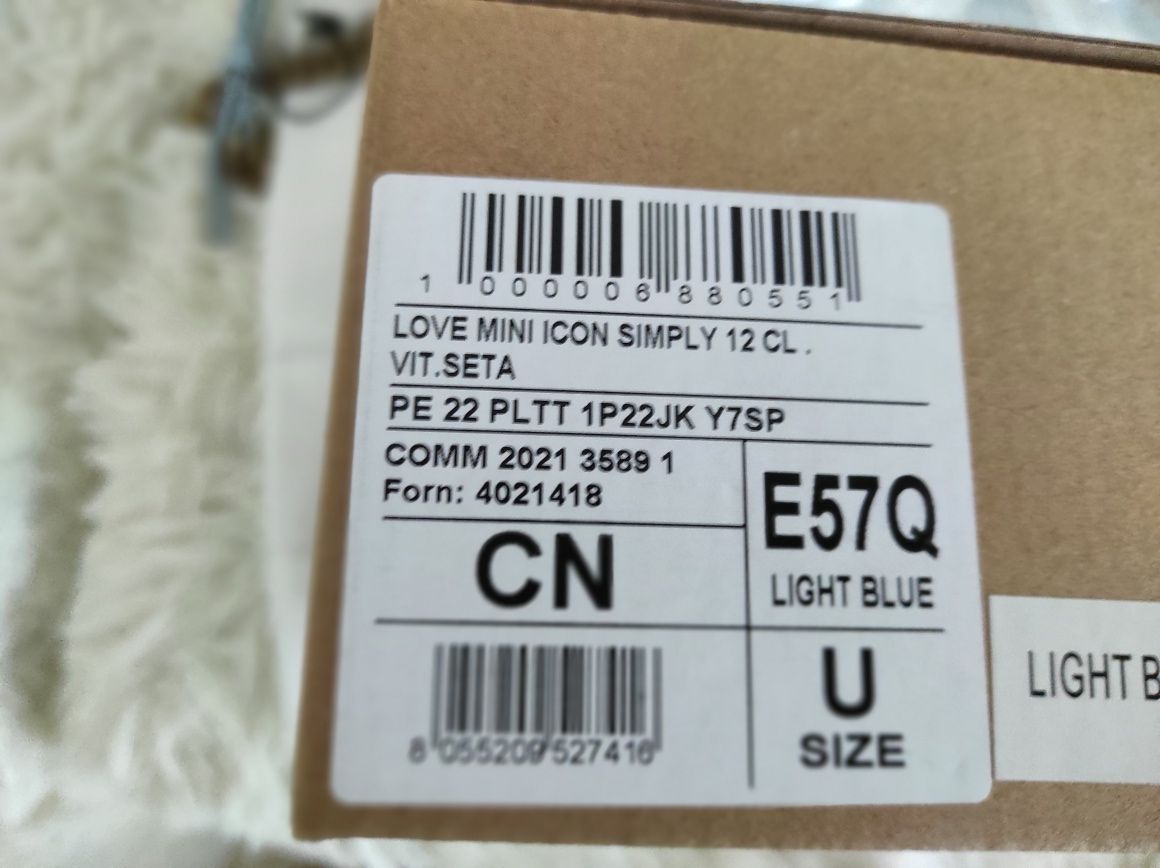 1 000006 880551
LOVE MINI ICON SIMPLY 12 CL .
VIT.SETA
PE 22 PLTT 1P22JK Y7SP
COMM 2021 3589 1
Forn: 4021418
E57Q
LIGHT BLUE
CN
8 055209 527416
U
SIZE
LIGHT B